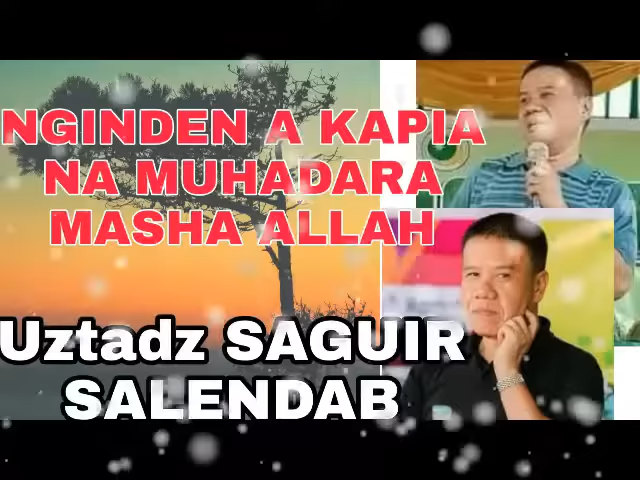 NGINDEN A KAPIA
NA MUHADARA
MASHA ALLAH
Uztadz SAGUIR
SALENDAB